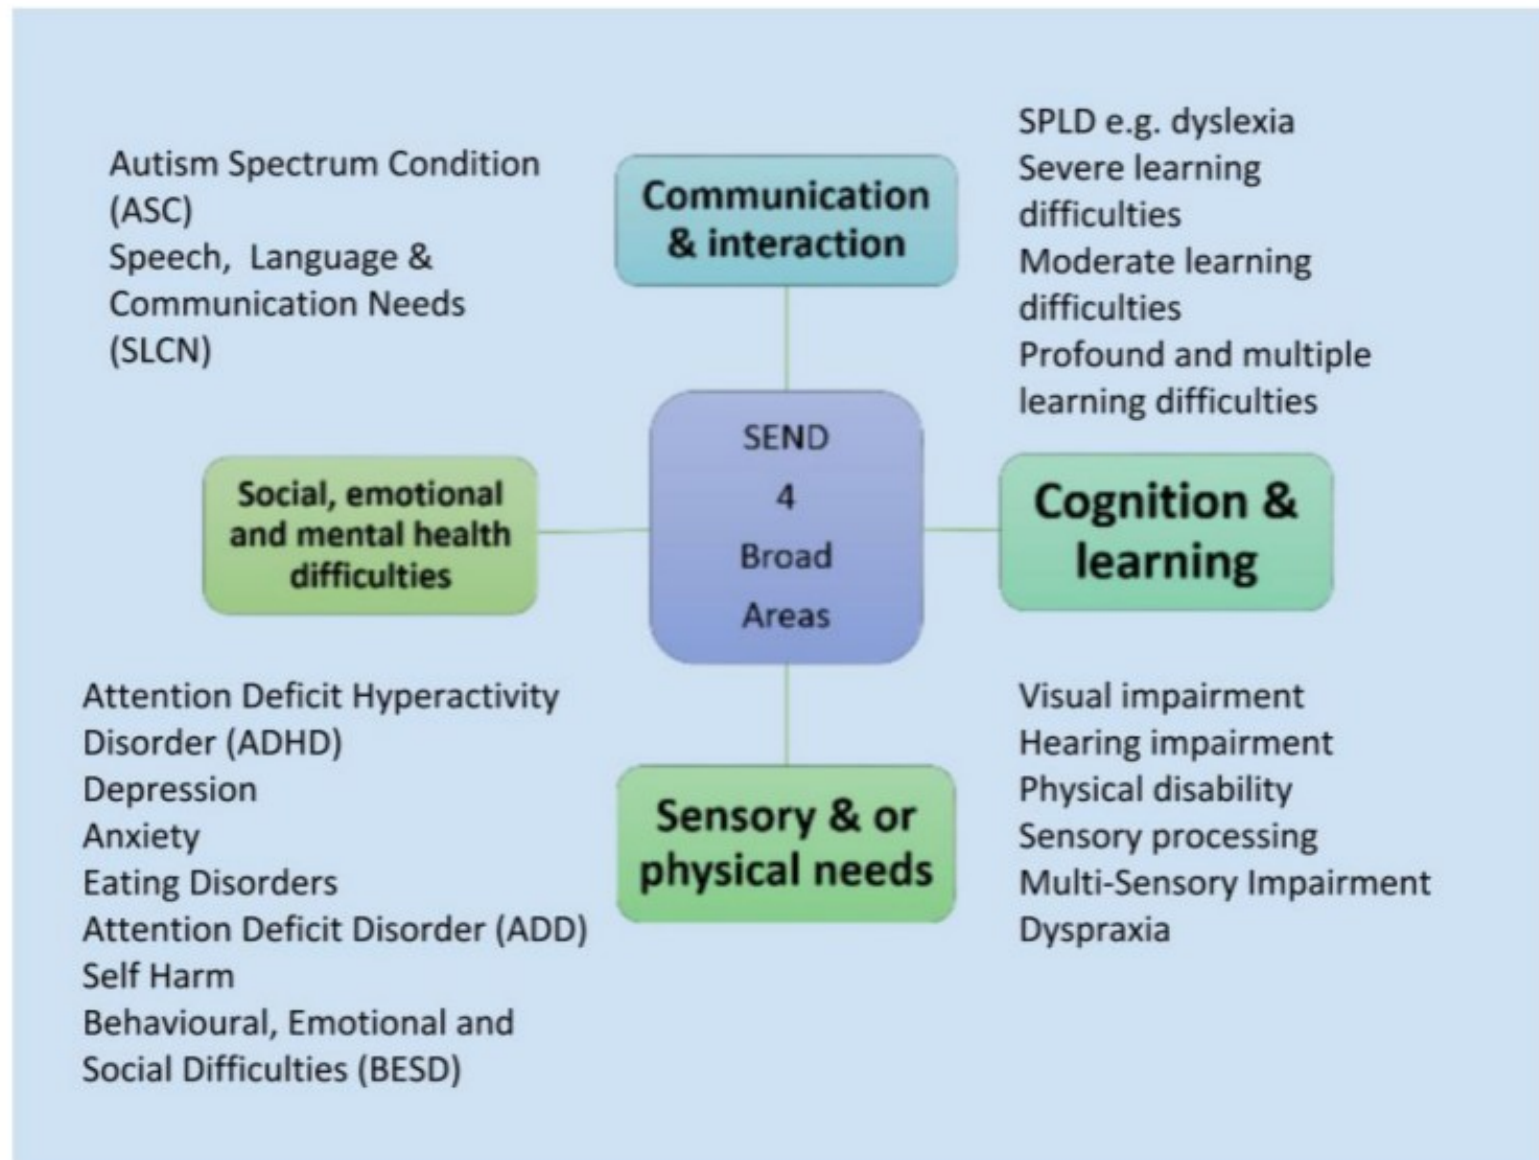 Autism Spectrum Condition
(ASC)
Speech, Language &
Communication Needs
(SLCN)
Communication
& interaction
SPLD e.g. dyslexia
Severe learning
difficulties
Moderate learning
difficulties
Profound and multiple
learning difficulties
Social, emotional
and mental health
difficulties
SEND
4
Broad
Areas
Cognition &
learning
Attention Deficit Hyperactivity
Disorder (ADHD)
Depression
Anxiety
Eating Disorders
Attention Deficit Disorder (ADD)
Self Harm
Behavioural, Emotional and
Social Difficulties (BESD)
Sensory & or
physical needs
Visual impairment
Hearing impairment
Physical disability
Sensory processing
Multi-Sensory Impairment
Dyspraxia